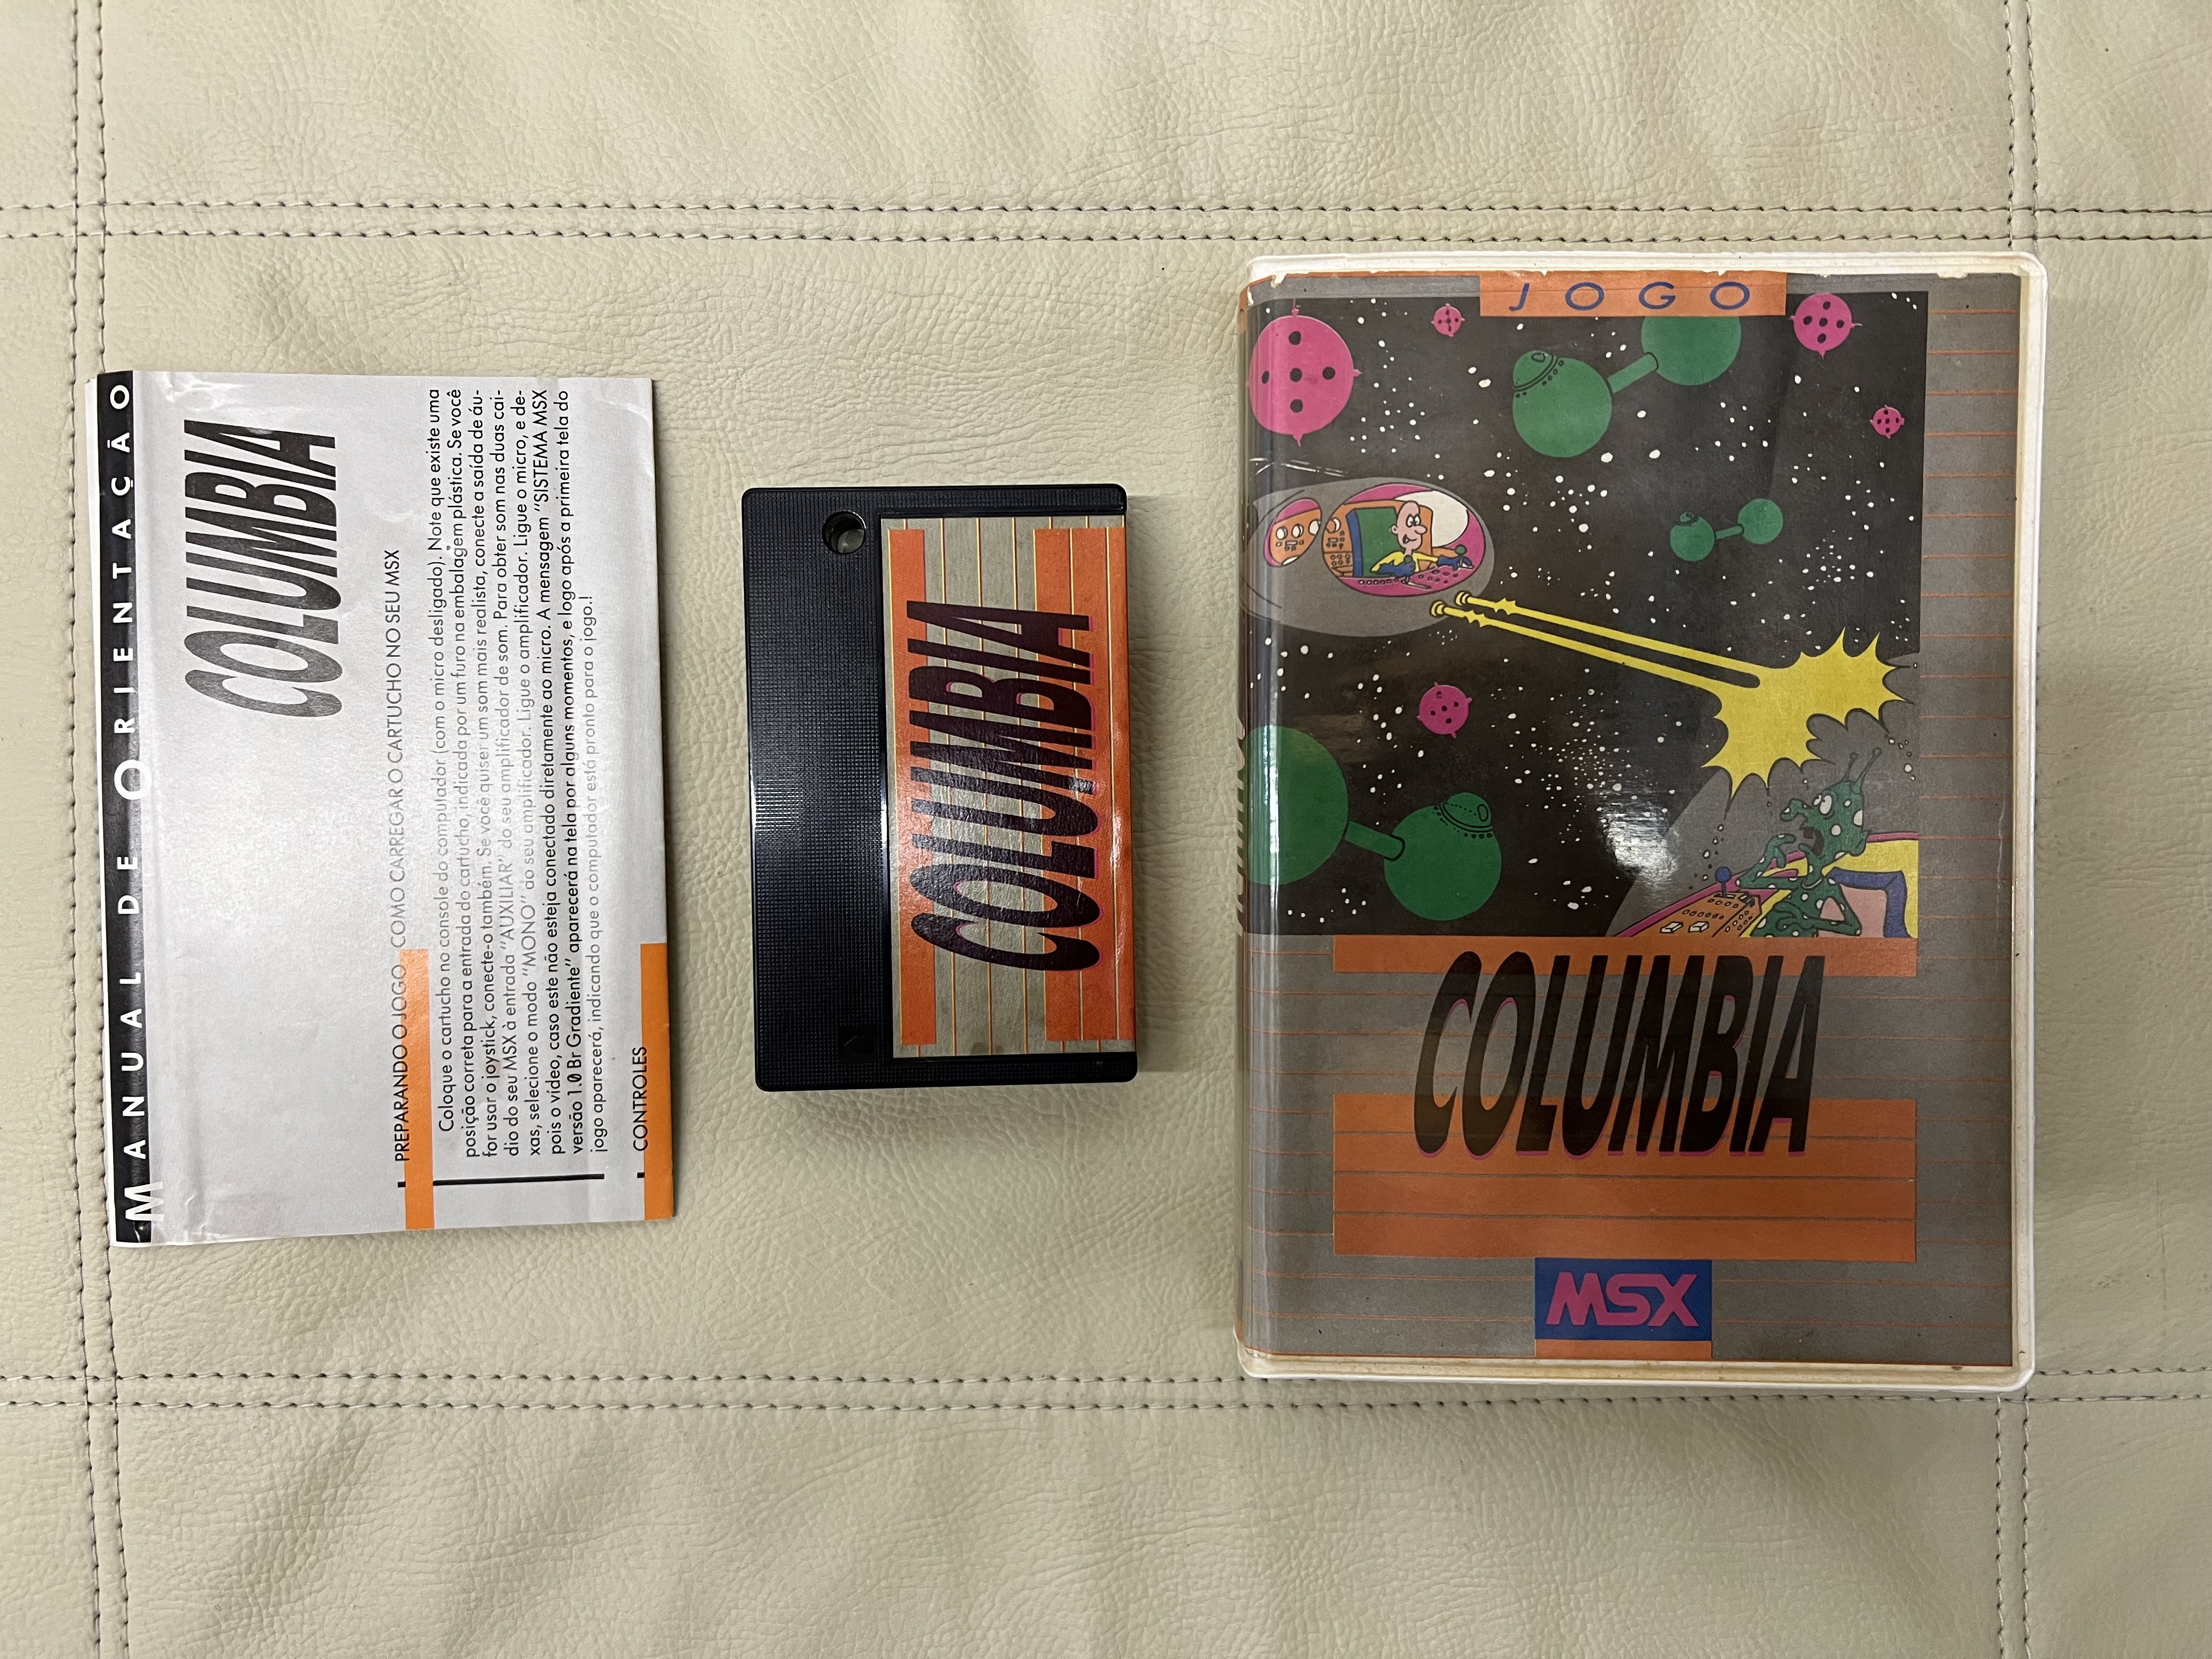 MANUAL DE ORIENTAÇÃO
COLUMBIA
PREPARANDO O JOGO COMO CARREGAR O CARTUCHO NO SEU MSX
Coloque o cartucho no console do computador (com o micro desligado). Note que existe uma
posição correta para a entrada do cartucho, indicada por um furo na embalagem plástica. Se você
for usar o joystick, conecte-o também. Se você quiser um som mais realista, conecte a saída de áu-
dio do seu MSX à entrada "AUXILIAR" do seu amplificador de som. Para obter som nas duas cai-
xas, selecione o modo "MONO" do seu amplificador. Ligue o amplificador. Ligue o micro, e de-
pois o vídeo, caso este não esteja conectado diretamente ao micro. A mensagem "SISTEMA MSX
versão 1.0 Br Gradiente" aparecerá na tela por alguns momentos, e logo após a primeira tela do
jogo aparecerá, indicando que o computador está pronto para o jogo.!
CONTROLES
COLUMBIA
JOGO
COLUMBIA
MSX